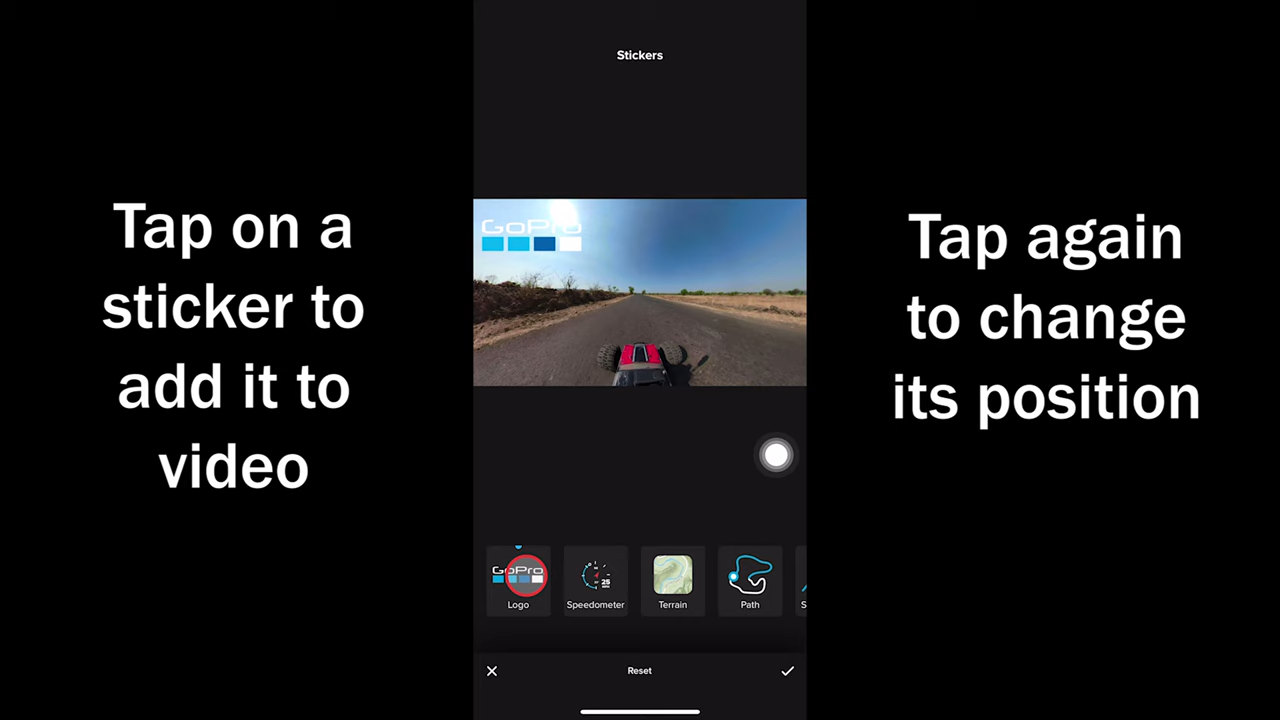 Stickers
Tap on a
sticker to
add it to
video
GoPro
Tap again
to change
its position
GoPro
25
Logo
Speedometer
Terrain
Path
S
Reset